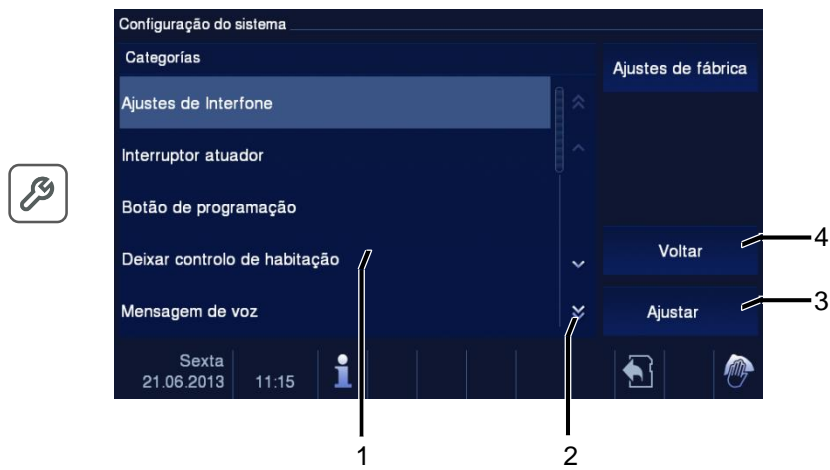 Configuração do sistema
Categorías
Ajustes de fábrica
Ajustes de Interfone
Interruptor atuador
Botão de programação
Deixar controlo de habitação
Voltar
4
Mensagem de voz
Ajustar
3
Sexta
21.06.2013
11:15
i
1
2